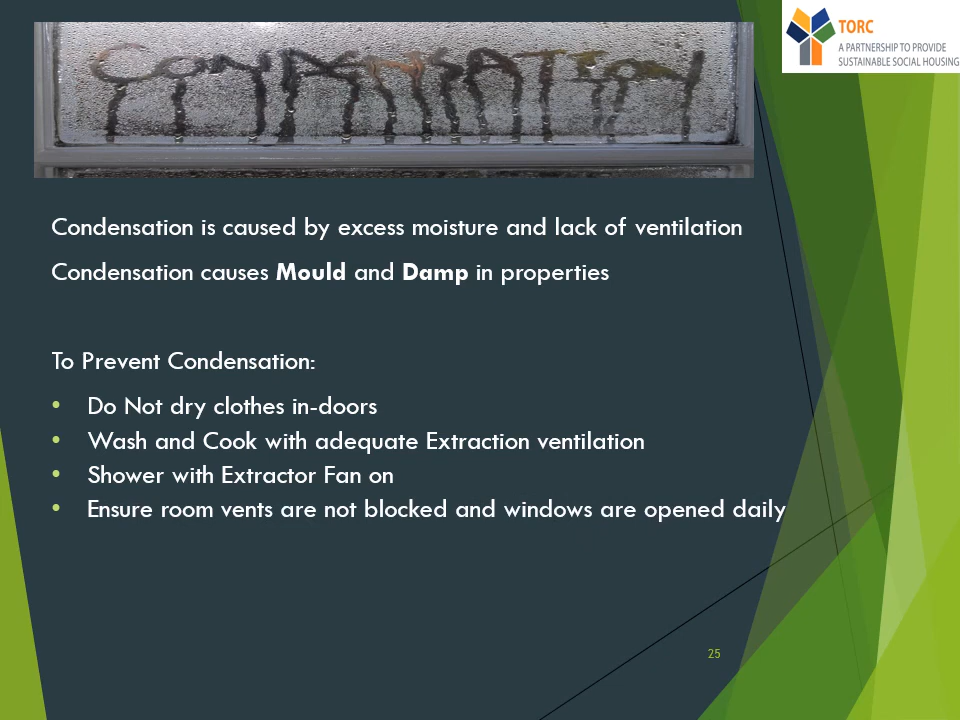 CONDENSATION
TORC
A PARTNERSHIP TO PROVIDE
SUSTAINABLE SOCIAL HOUSING
Condensation is caused by excess moisture and lack of ventilation
Condensation causes Mould and Damp in properties
To Prevent Condensation:
• Do Not dry clothes in-doors
• Wash and Cook with adequate Extraction ventilation
• Shower with Extractor Fan on
• Ensure room vents are not blocked and windows are opened daily
25